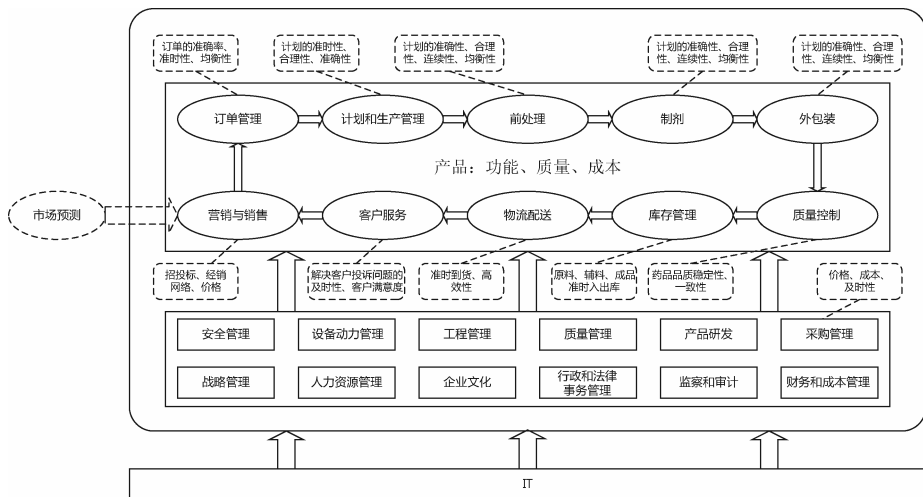 订单的准确率、
准时性、均衡性
计划的准时性、
合理性、准确性
计划的准确性、合理
性、连续性、均衡性
计划的准确性、合理
性、连续性、均衡性
计划的准确性、合理
性、连续性、均衡性
订单管理
计划和生产管理
前处理
制剂
外包装
产品：功能、质量、成本
市场预测
营销与销售
客户服务
物流配送
库存管理
质量控制
招投标、经销
网络、价格
解决客户投诉问题的
及时性、客户满意度
准时到货、高
效性
原料、辅料、成品
准时入出库
药品品质稳定性、
一致性
价格、成本、
及时性
安全管理
设备动力管理
工程管理
质量管理
产品研发
采购管理
战略管理
人力资源管理
企业文化
行政和法律
事务管理
监察和审计
财务和成本管理
IT